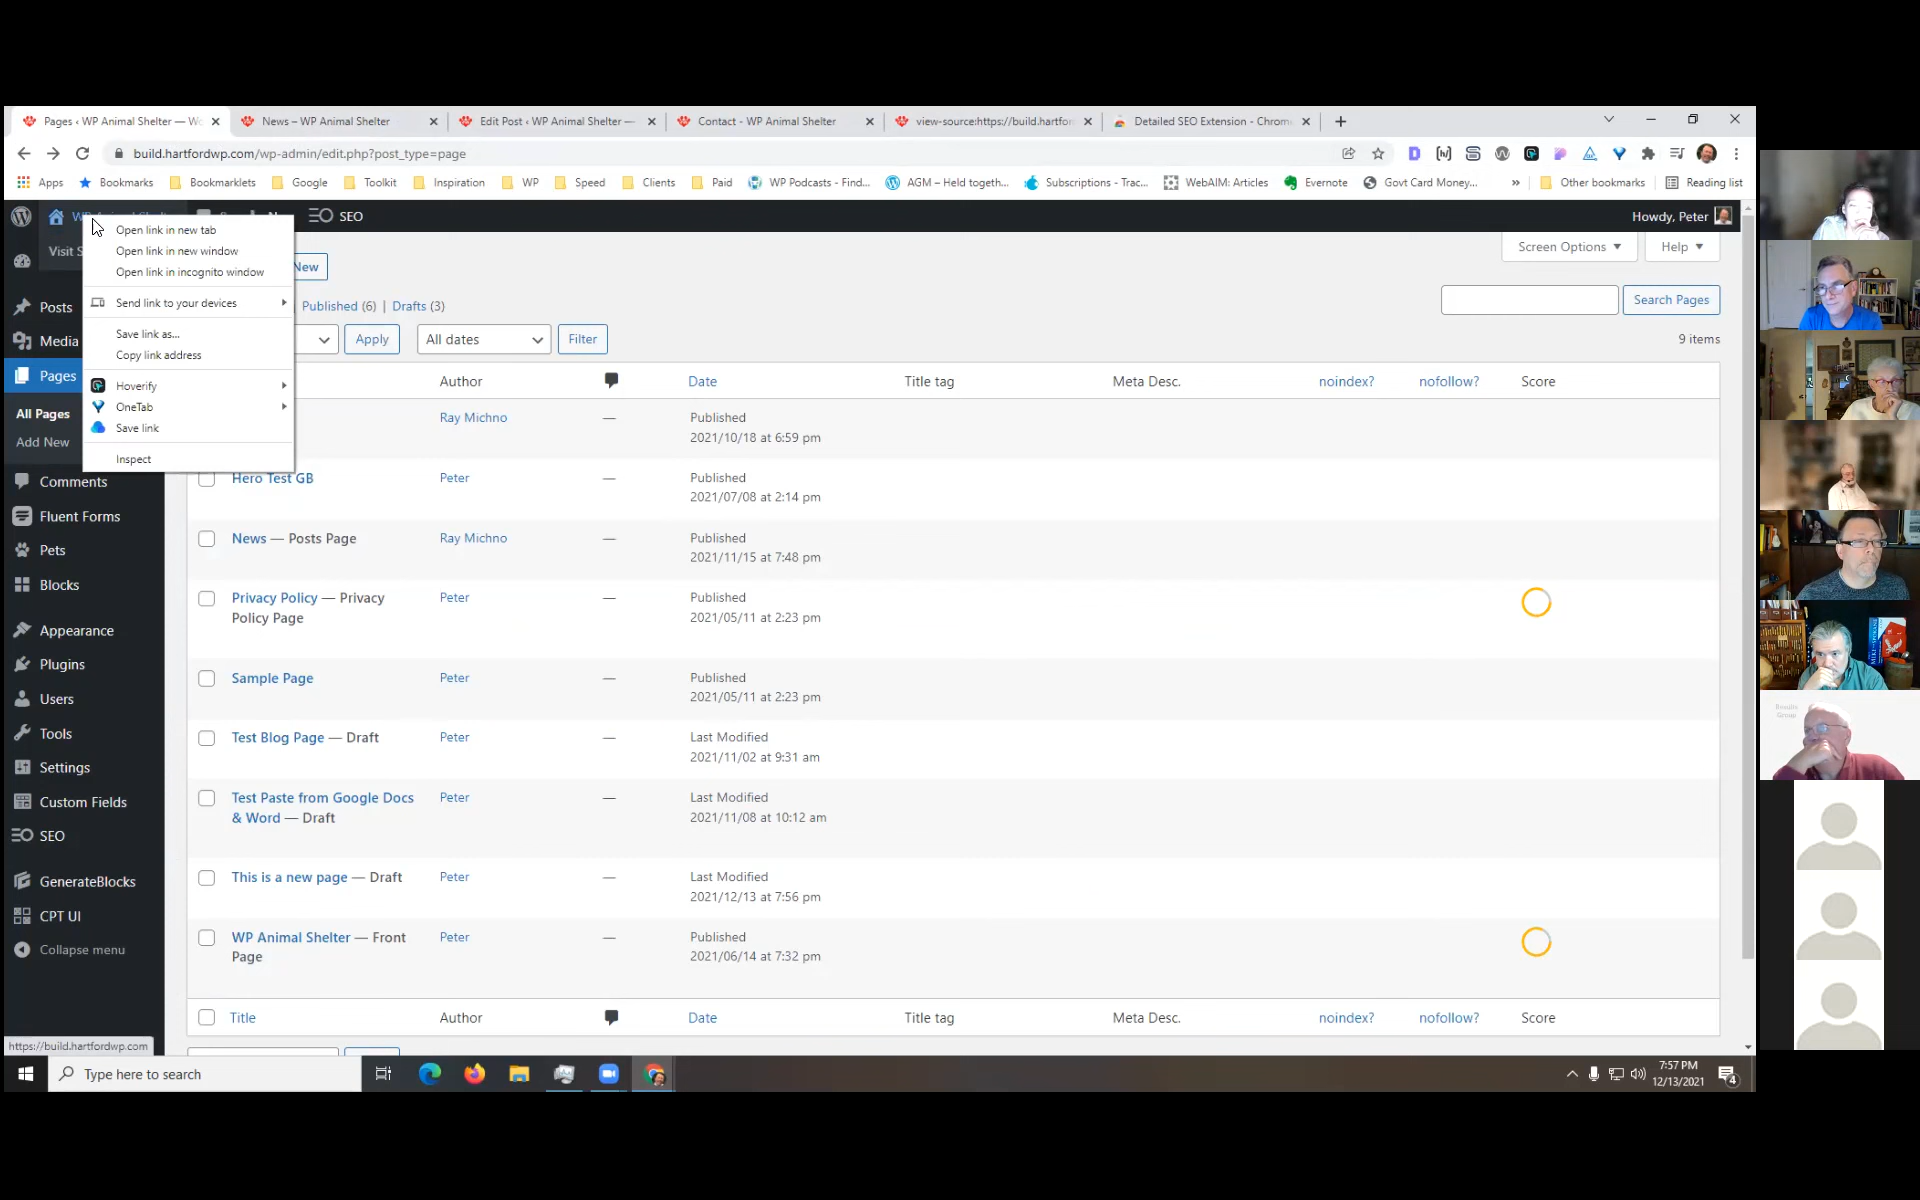 Pages ‹ WP Animal Shelter — Wo
News – WP Animal Shelter
Edit Post ‹ WP Animal Shelter —
Contact - WP Animal Shelter
view-source:https://build.hartfor
Detailed SEO Extension - Chrom
build.hartfordwp.com/wp-admin/edit.php?post_type=page
Apps
Bookmarks
Bookmarklets
Google
Toolkit
Inspiration
WP
Speed
Clients
Paid
WP Podcasts - Find...
AGM – Held togeth...
Subscriptions - Trac...
WebAIM: Articles
Evernote
Govt Card Money...
»
Other bookmarks
Reading list
SEO
Howdy, Peter
Visit S
Open link in new tab
Open link in new window
Open link in incognito window
Send link to your devices
Save link as...
Copy link address
Hoverify
OneTab
Save link
Inspect
Screen Options
Help
New
Published (6) | Drafts (3)
Search Pages
Apply
All dates
Filter
9 items
Posts
Media
Pages
All Pages
Add New
Comments
Fluent Forms
Pets
Blocks
Appearance
Plugins
Users
Tools
Settings
Custom Fields
SEO
GenerateBlocks
CPT UI
Collapse menu
Author Date Title tag Meta Desc. noindex? nofollow? Score
Ray Michno — Published
2021/10/18 at 6:59 pm
Hero Test GB Peter — Published
2021/07/08 at 2:14 pm
News — Posts Page Ray Michno — Published
2021/11/15 at 7:48 pm
Privacy Policy — Privacy Peter — Published
Policy Page 2021/05/11 at 2:23 pm
Sample Page Peter — Published
2021/05/11 at 2:23 pm
Test Blog Page — Draft Peter — Last Modified
2021/11/02 at 9:31 am
Test Paste from Google Docs Peter — Last Modified
& Word — Draft 2021/11/08 at 10:12 am
This is a new page — Draft Peter — Last Modified
2021/12/13 at 7:56 pm
WP Animal Shelter — Front Peter — Published
Page 2021/06/14 at 7:32 pm
Title Author Date Title tag Meta Desc. noindex? nofollow? Score
https://build.hartfordwp.com
Type here to search
7:57 PM
12/13/2021
4
Results
Group